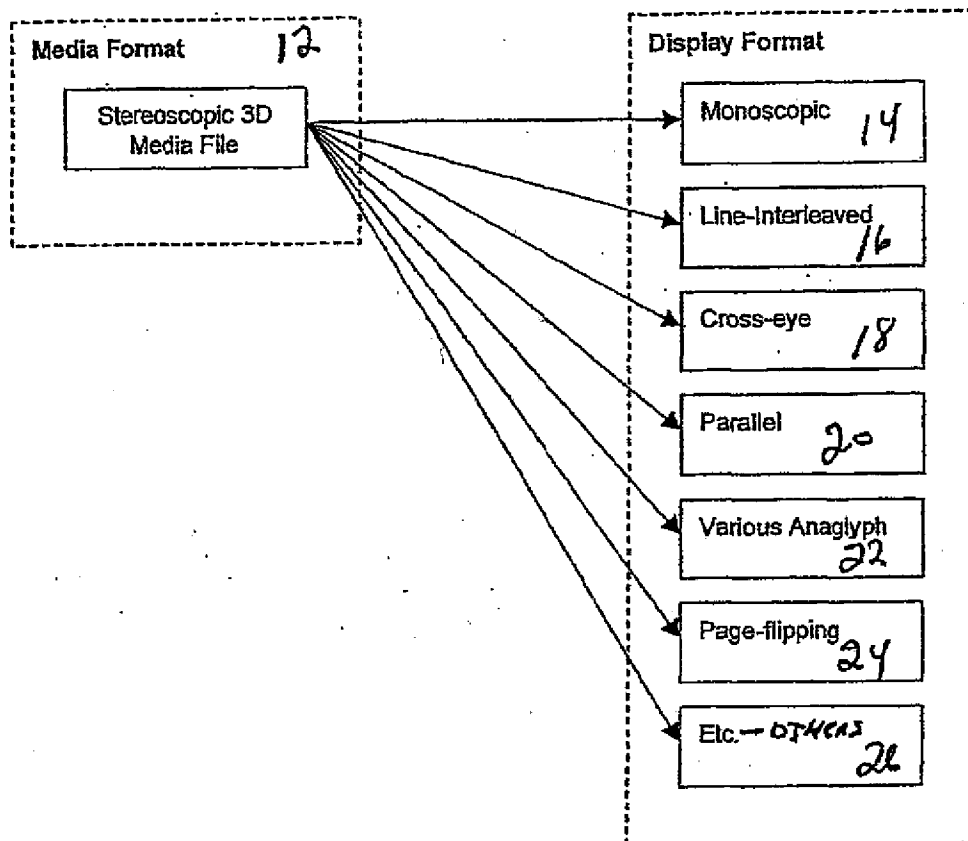 Media Format 12
Stereoscopic 3D
Media File
Display Format
Monoscopic 14
Line-Interleaved
16
Cross-eye 18
Parallel 20
Various Anaglyph
22
Page-flipping
24
Etc. - OTHERS
26